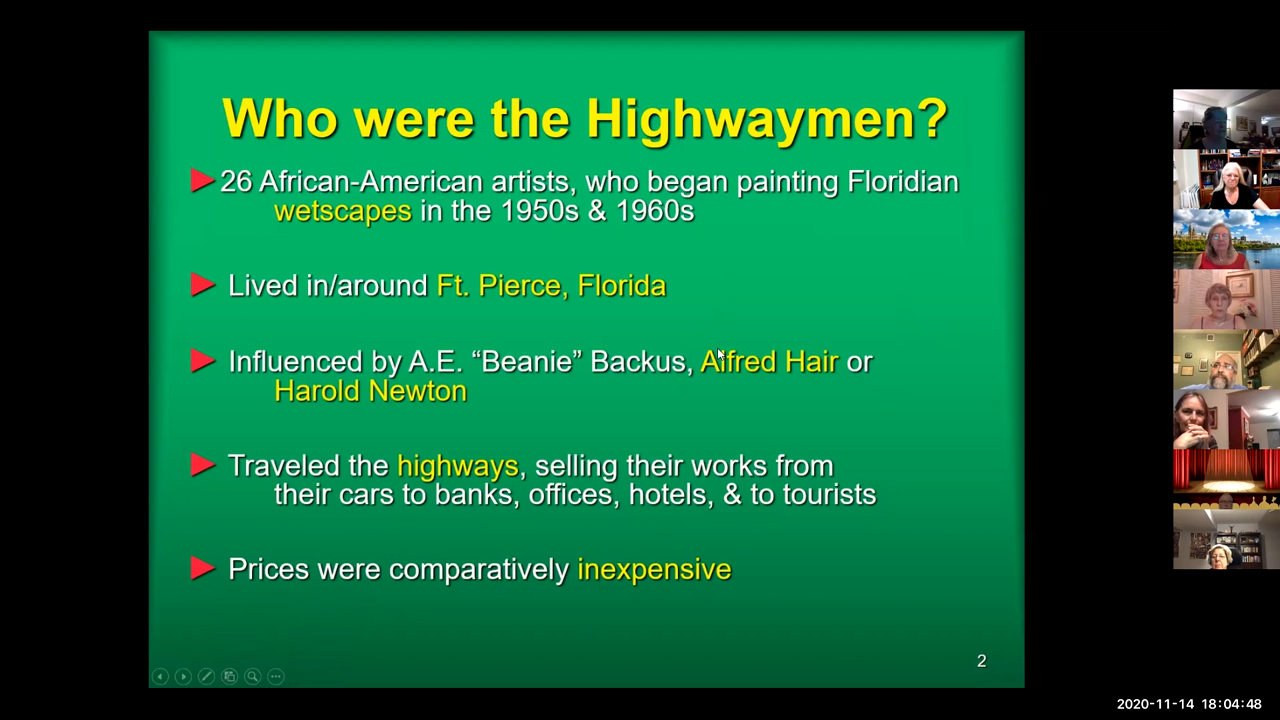 Who were the Highwaymen?
26 African-American artists, who began painting Floridian
wetscapes in the 1950s & 1960s
Lived in/around Ft. Pierce, Florida
Influenced by A.E. “Beanie” Backus, Alfred Hair or
Harold Newton
Traveled the highways, selling their works from
their cars to banks, offices, hotels, & to tourists
Prices were comparatively inexpensive
2
2020-11-14 18:04:48